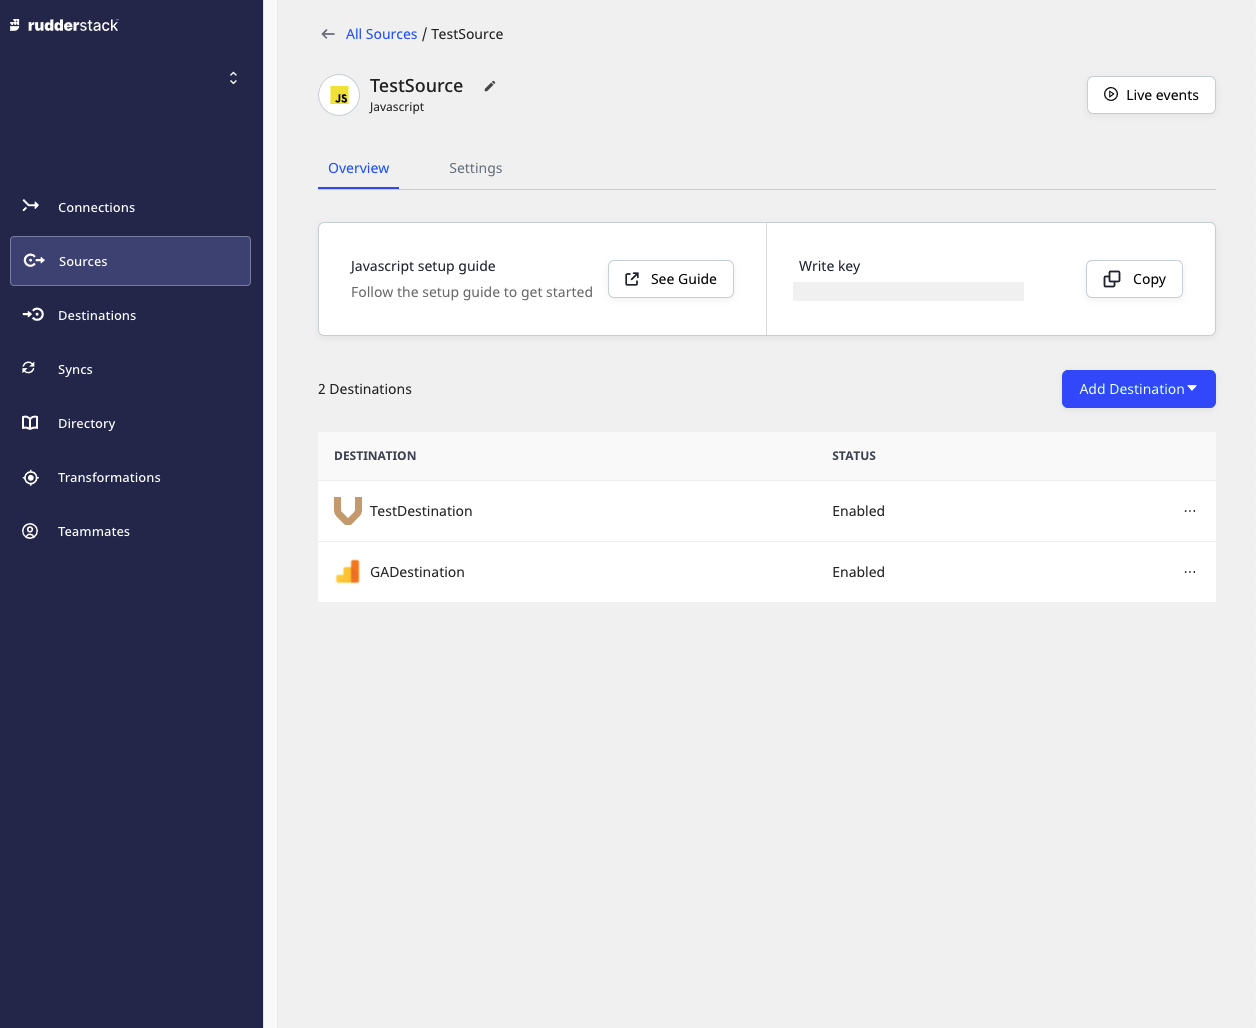 rudderstack
All Sources / TestSource
TestSource
JS
Javascript
Live events
Overview
Settings
Connections
Sources
Destinations
Syncs
Directory
Transformations
Teammates
Javascript setup guide
Follow the setup guide to get started
See Guide
Write key
Copy
2 Destinations
Add Destination
DESTINATION STATUS
TestDestination Enabled ...
GADestination Enabled ...